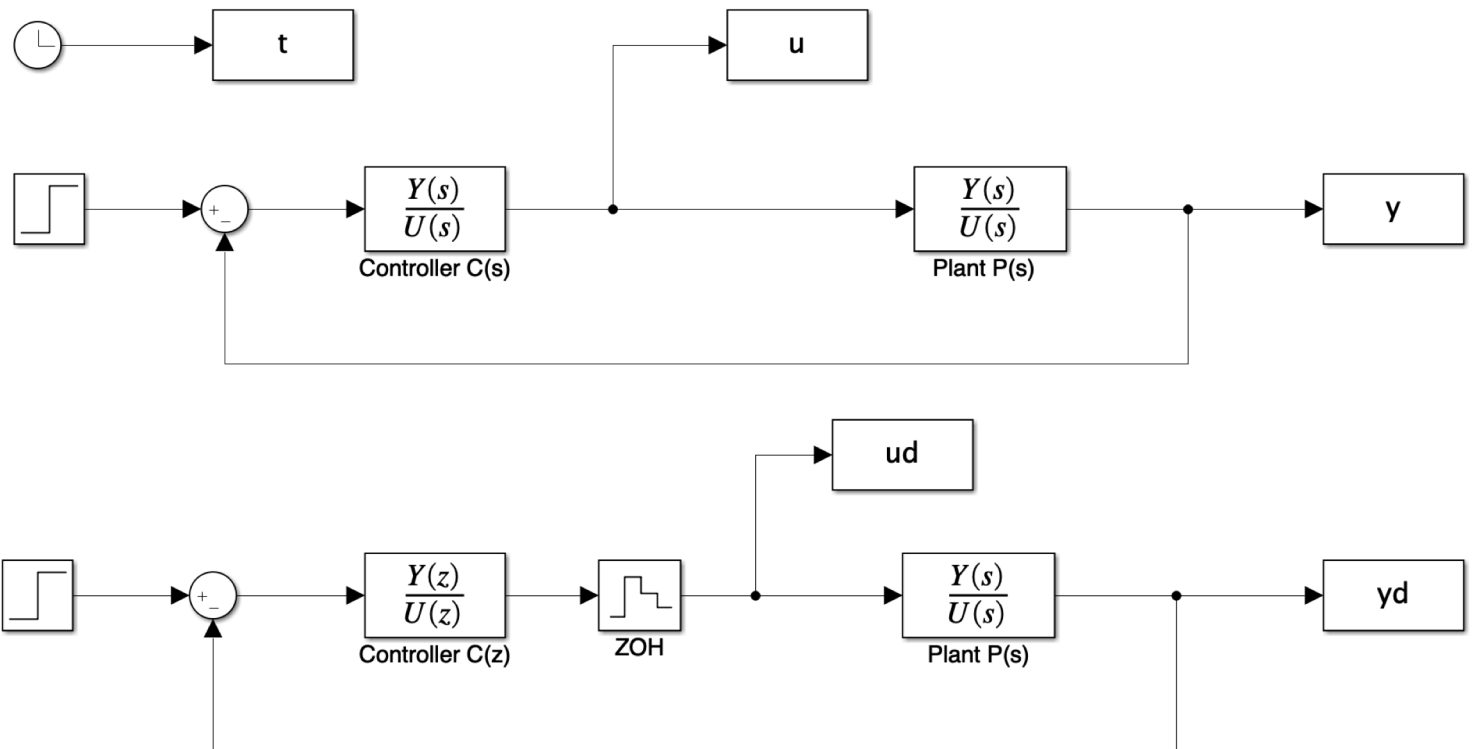 t
u
+
−
Y(s)
U(s)
Controller C(s)
Y(s)
U(s)
Plant P(s)
y
ud
+
−
Y(z)
U(z)
Controller C(z)
ZOH
Y(s)
U(s)
Plant P(s)
yd